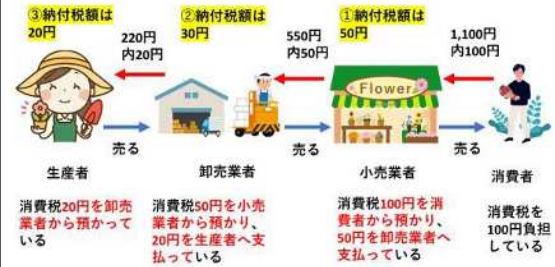 ③納付税額は
20円
②納付税額は
30円
①納付税額は
50円
220円
内20円
550円
内50円
1,100円
内100円
Flower
売る
売る
売る
生産者
卸売業者
小売業者
消費者
消費税20円を卸売
業者から預かって
いる
消費税50円を小売
業者から預かり、
20円を生産者へ支
払っている
消費税100円を消
費者から預かり、
50円を卸売業者へ
支払っている
消費税を
100円負担
している